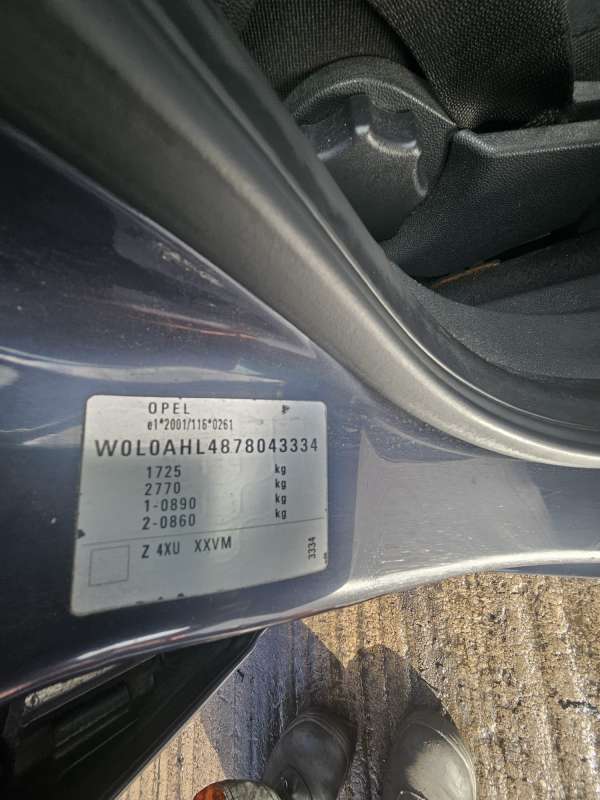 OPEL
e1*2001/116*0261
W0L0AHL4878043334
1725 kg
2770 kg
1-0890 kg
2-0860 kg
Z 4XU XXVM
3334